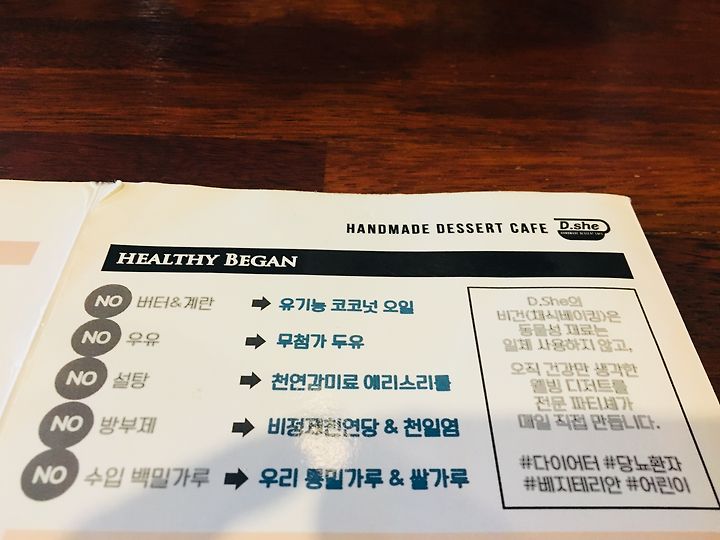 HANDMADE DESSERT CAFE D.she
HANDMADE DESSERT CAFE
HEALTHY BEGAN
NO 버터&계란 유기농 코코넛 오일
NO 우유 무첨가 두유
NO 설탕 천연감미료 에리스리톨
NO 방부제 비정제천연당 & 천일염
NO 수입 백밀가루 우리 통밀가루 & 쌀가루
D.She의
비건(채식베이킹)은
동물성 재료는
일체 사용하지 않고,
오직 건강만 생각한
웰빙 디저트를
전문 파티셰가
매일 직접 만듭니다.
#다이어터 #당뇨환자
#베지테리안 #어린이